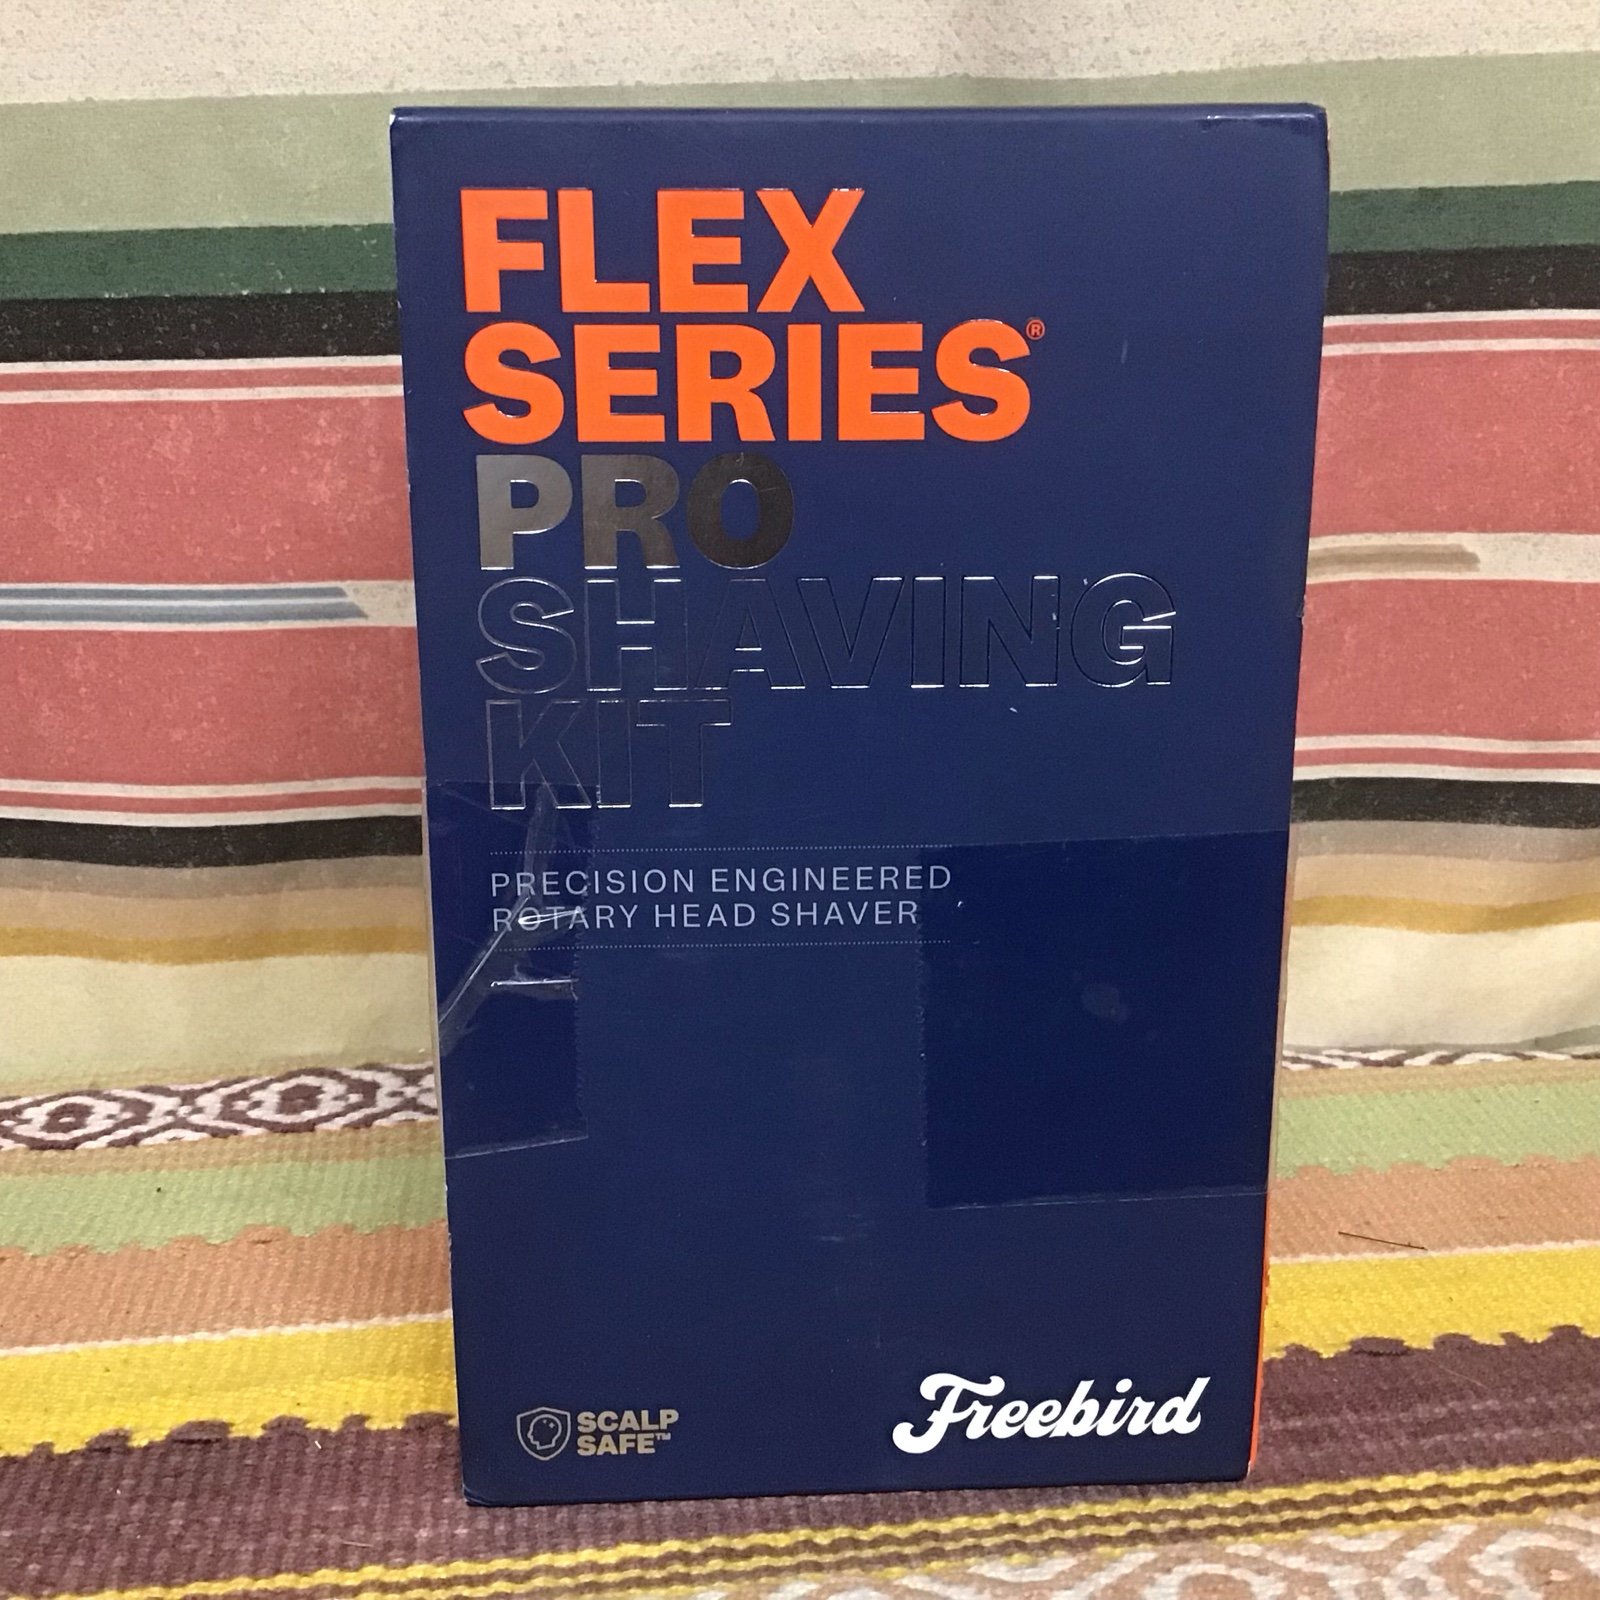 FLEX
SERIES®
PRO
SHAVING
KIT
PRECISION ENGINEERED
ROTARY HEAD SHAVER
SCALP
SAFE™
Freebird